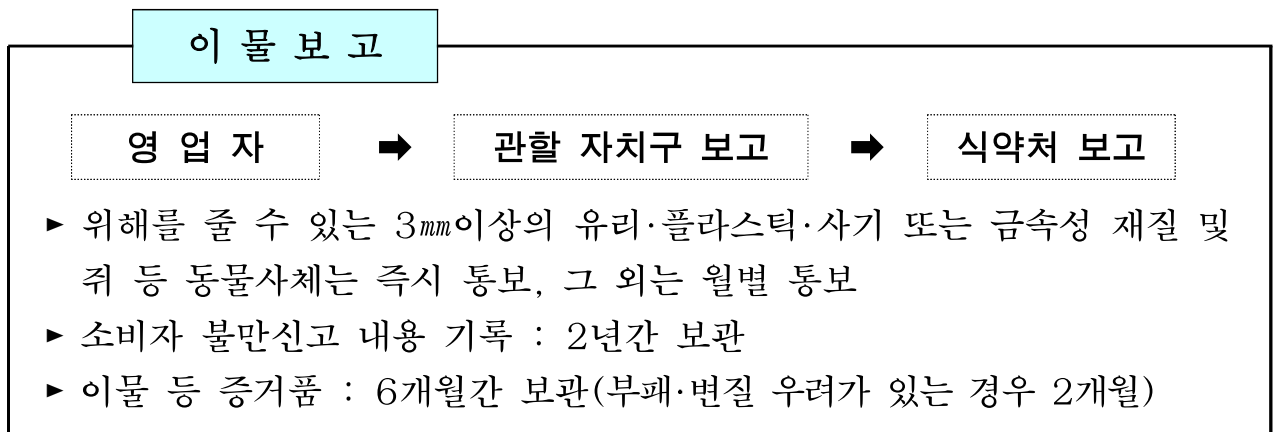 이 물 보 고
영 업 자 ➡ 관할 자치구 보고 ➡ 식약처 보고
► 위해를 줄 수 있는 3㎜이상의 유리·플라스틱·사기 또는 금속성 재질 및
쥐 등 동물사체는 즉시 통보, 그 외는 월별 통보
► 소비자 불만신고 내용 기록 : 2년간 보관
► 이물 등 증거품 : 6개월간 보관(부패·변질 우려가 있는 경우 2개월)